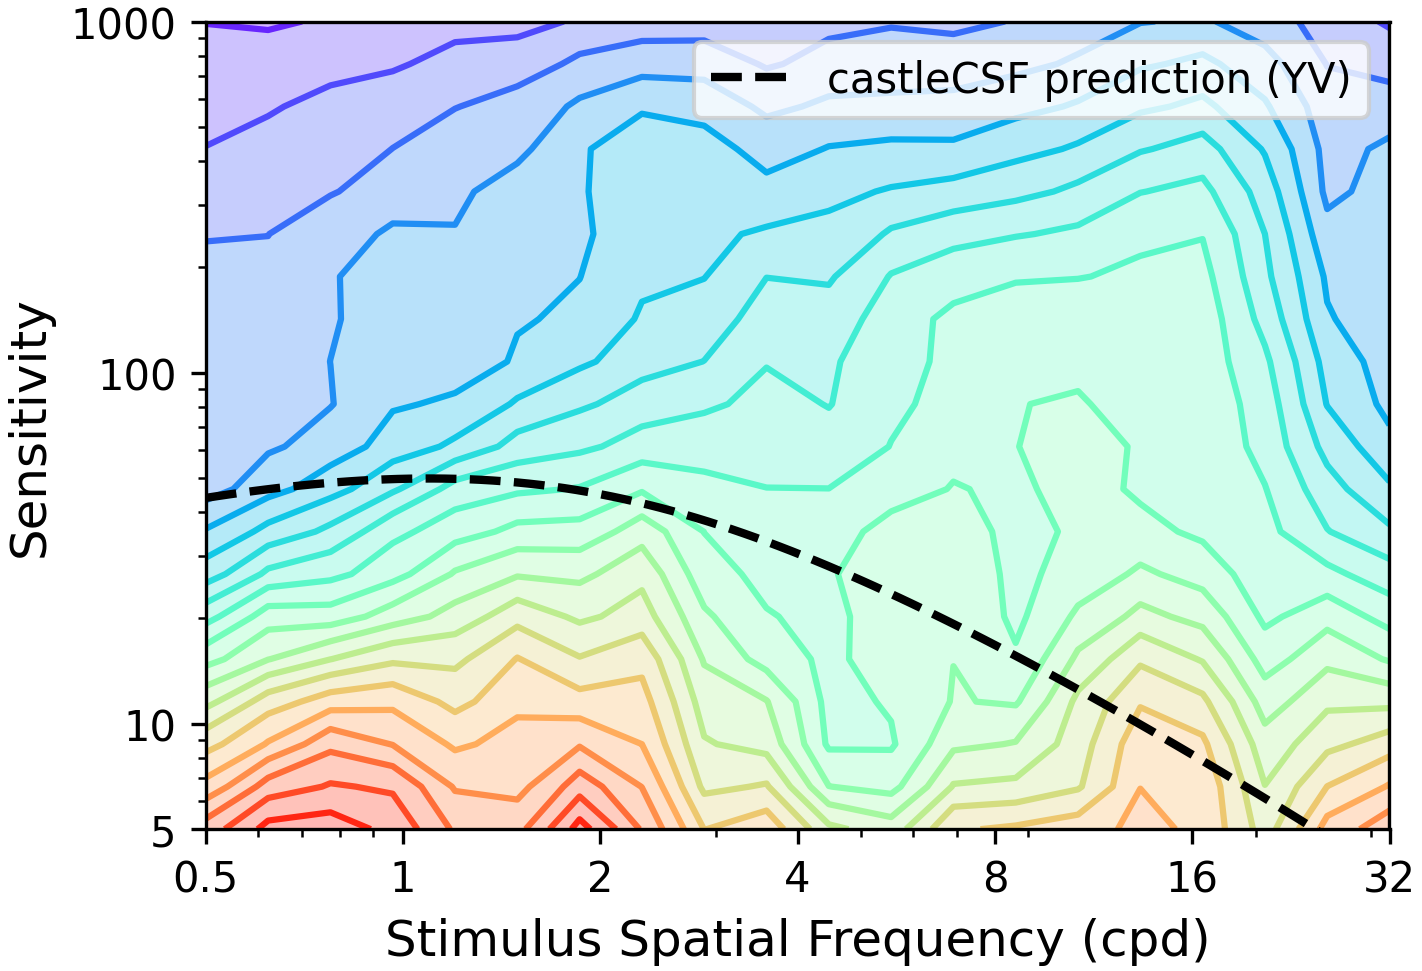 1000
castleCSF prediction (YV)
100
Sensitivity
10
5
0.5 1 2 4 8 16 32
Stimulus Spatial Frequency (cpd)